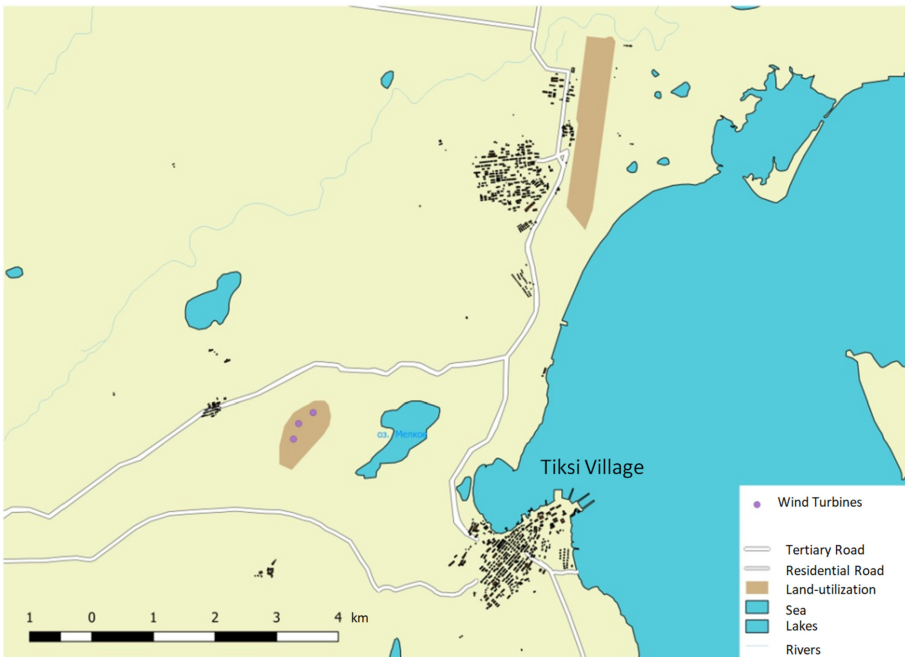 оз. Мелкое
Tiksi Village
Wind Turbines
Tertiary Road
Residential Road
Land-utilization
Sea
Lakes
Rivers
1 0 1 2 3 4 km